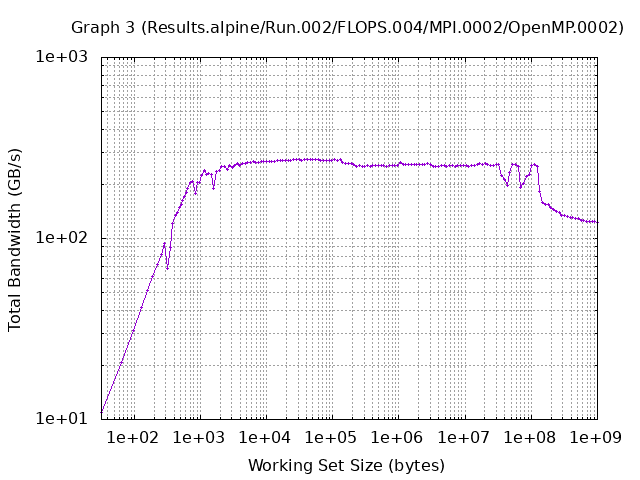 Graph 3 (Results.alpine/Run.002/FLOPS.004/MPI.0002/OpenMP.0002)
1e+03
1e+02
1e+01
Total Bandwidth (GB/s)
1e+02 1e+03 1e+04 1e+05 1e+06 1e+07 1e+08 1e+09
Working Set Size (bytes)